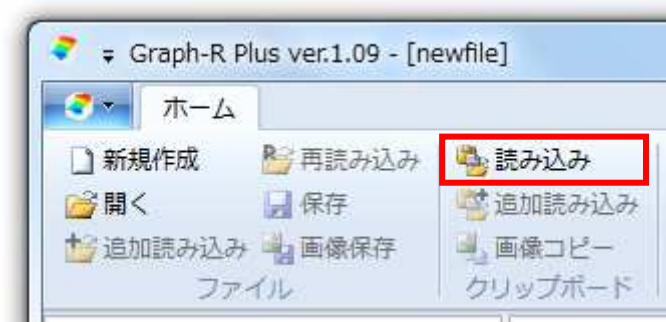 Graph-R Plus ver.1.09 - [newfile]
ホーム
新規作成 再読み込み 読み込み
開く 保存 追加読み込み
追加読み込み 画像保存 画像コピー
ファイル クリップボード